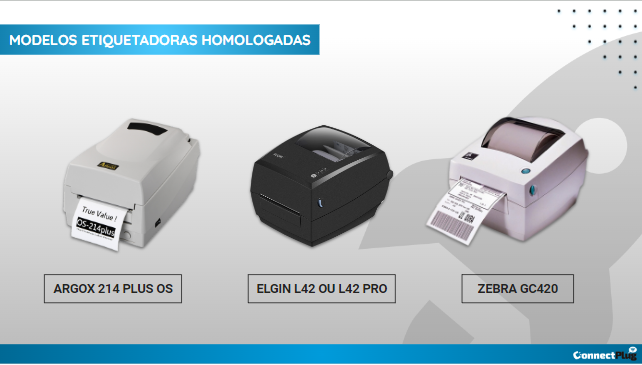 MODELOS ETIQUETADORAS HOMOLOGADAS
True Value !
OS-214plus
ARGOX 214 PLUS OS
ELGIN L42 OU L42 PRO
ZEBRA GC420
ConnectPlug